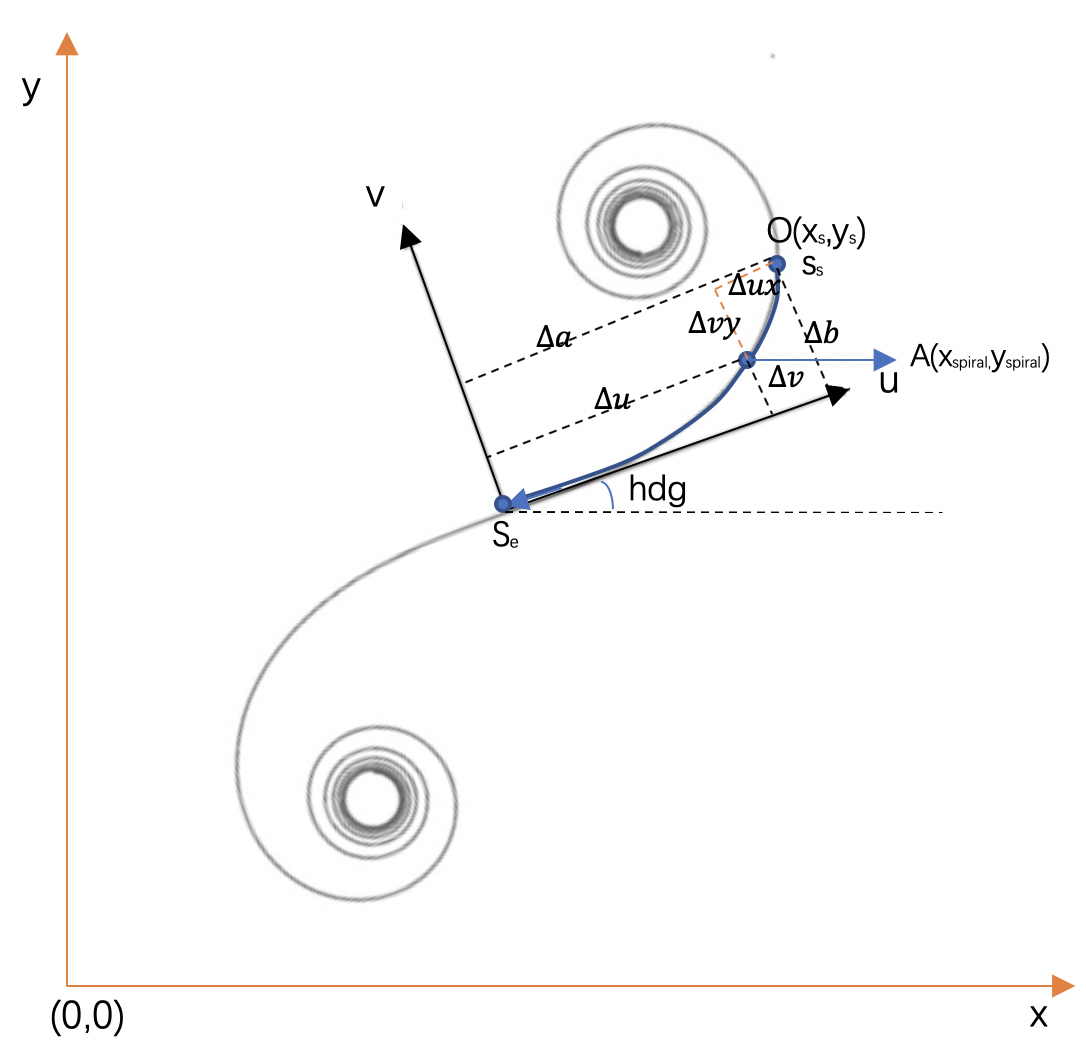 y
v
O(xs,ys)
Ss
Δux
Δvy
Δa
Δb
A(xspiral,yspiral)
Δv
u
Δu
hdg
Se
(0,0)
x